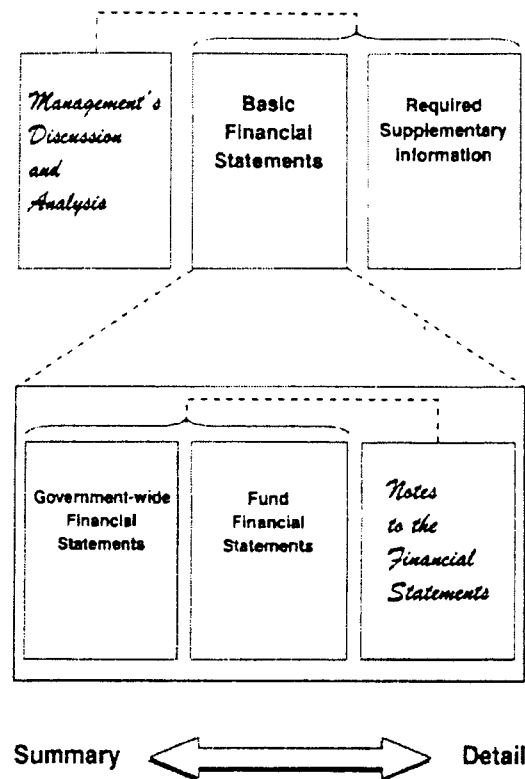 Management's
Discussion
and
Analysis
Basic
Financial
Statements
Required
Supplementary
Information
Government-wide
Financial
Statements
Fund
Financial
Statements
Notes
to the
Financial
Statements
Summary
Detail